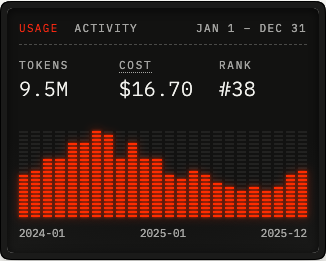 USAGE ACTIVITY JAN 1 – DEC 31
TOKENS COST RANK
9.5M $16.70 #38
2024-01 2025-01 2025-12